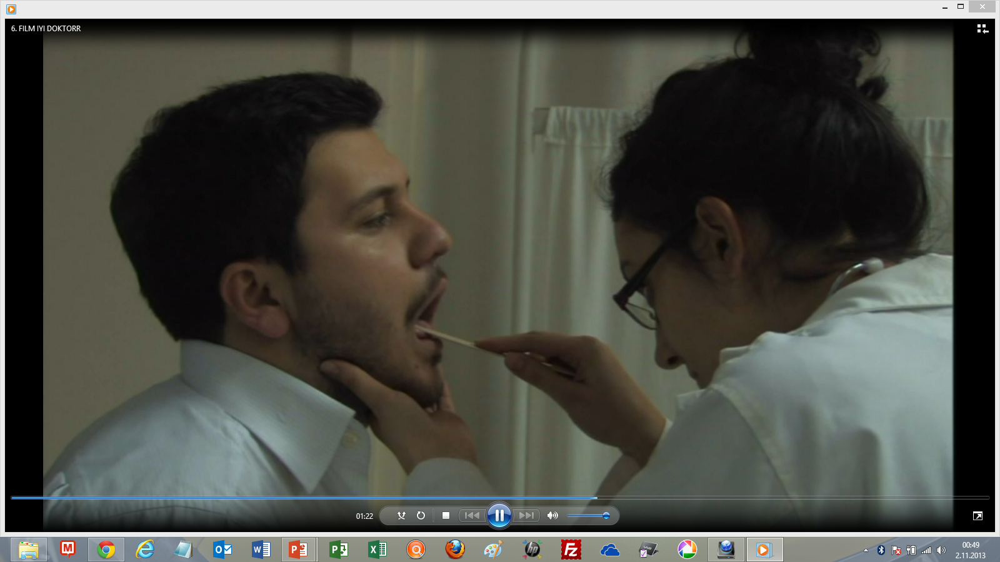 6. FILM IYI DOKTORR
01:22
00:49
2.11.2013